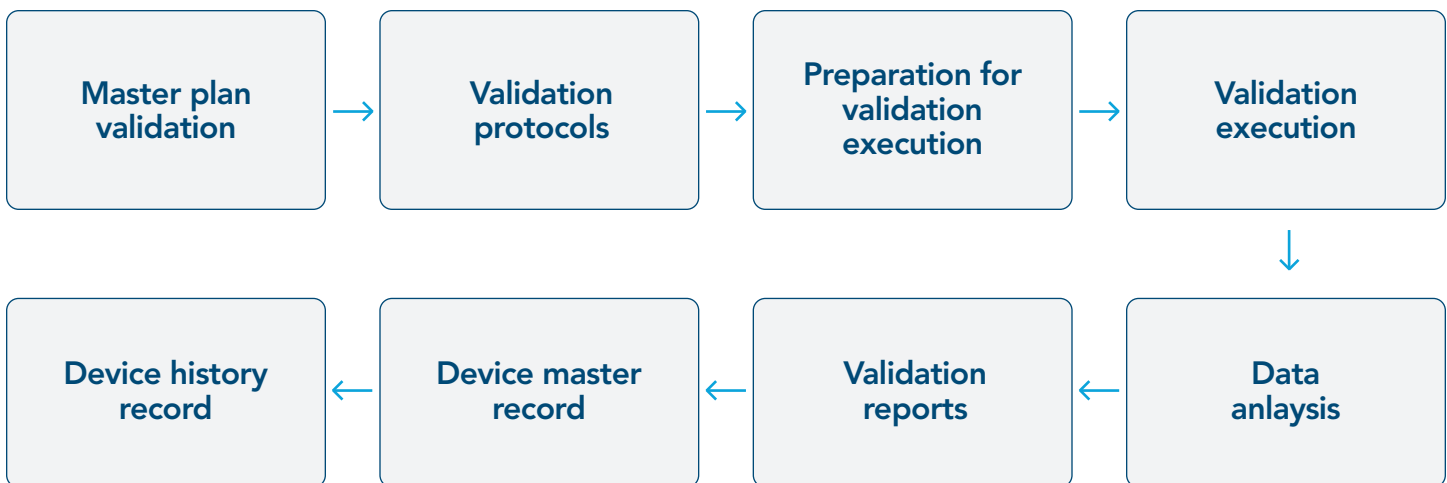 Master plan
validation
Validation
protocols
Preparation for
validation
execution
Validation
execution
Data
anlaysis
Validation
reports
Device master
record
Device history
record